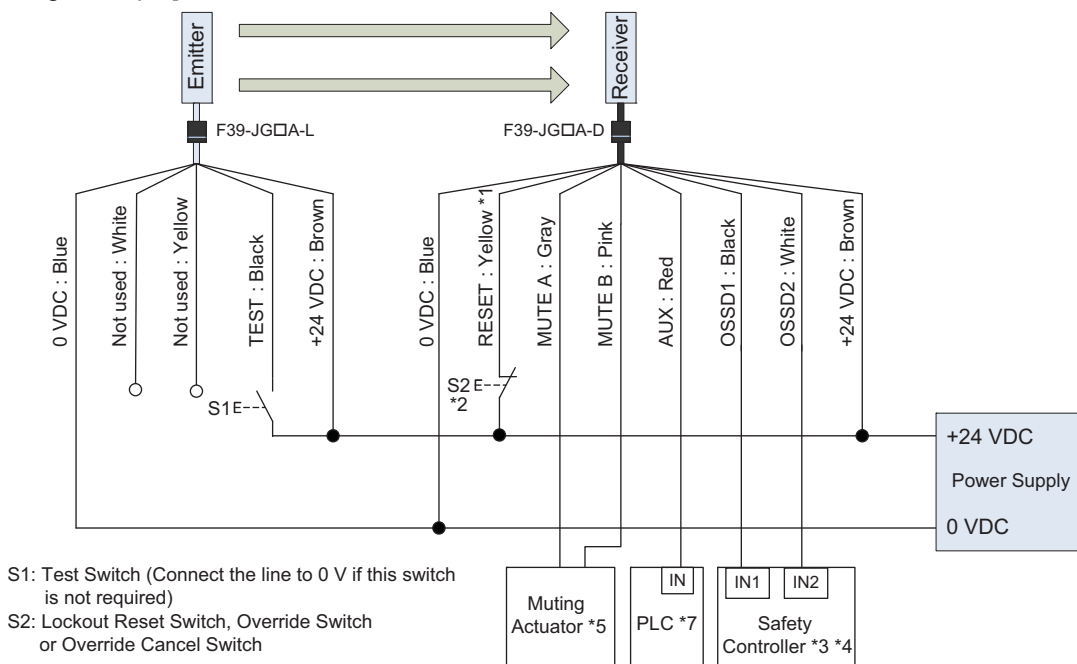 Emitter
Receiver
F39-JG□A-L
F39-JG□A-D
0 VDC : Blue
Not used : White
Not used : Yellow
TEST : Black
+24 VDC : Brown
0 VDC : Blue
RESET : Yellow *1
MUTE A : Gray
MUTE B : Pink
AUX : Red
OSSD1 : Black
OSSD2 : White
+24 VDC : Brown
S1 E
S2 E
*2
+24 VDC
Power Supply
0 VDC
S1: Test Switch (Connect the line to 0 V if this switch
is not required)
S2: Lockout Reset Switch, Override Switch
or Override Cancel Switch
Muting
Actuator *5
IN
PLC *7
IN1
IN2
Safety
Controller *3 *4